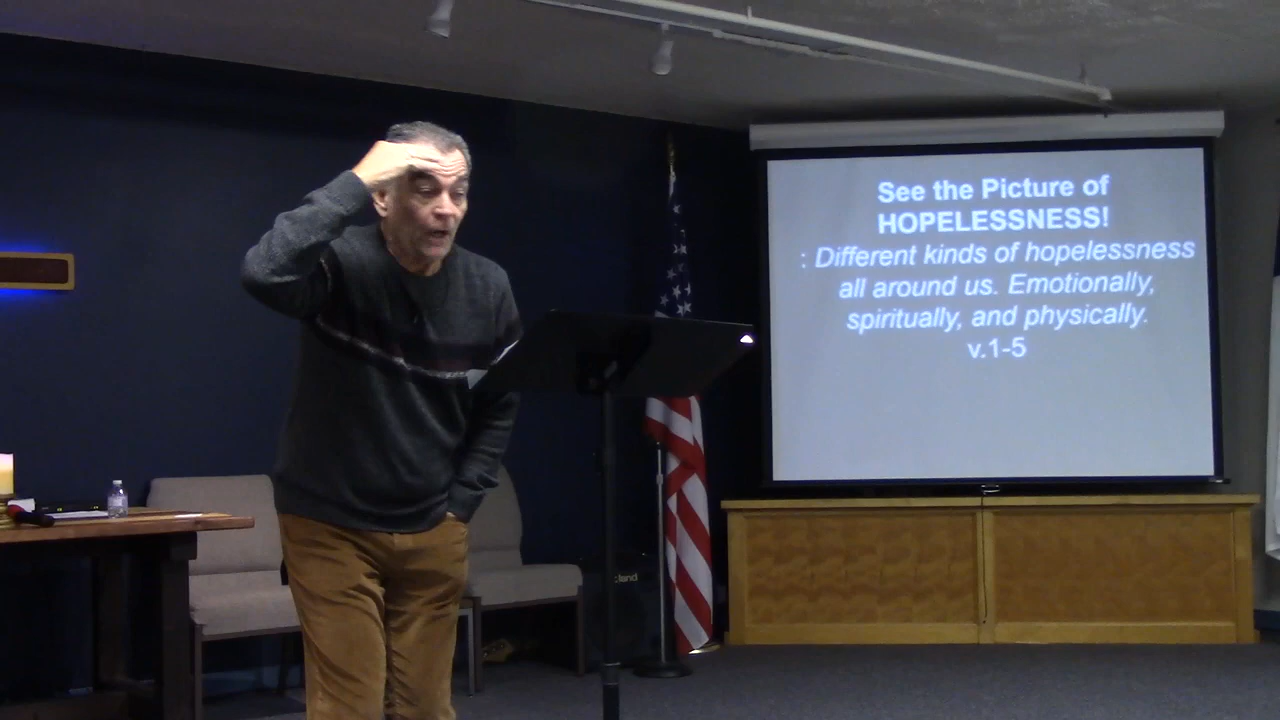 See the Picture of
HOPELESSNESS!
: Different kinds of hopelessness
all around us. Emotionally,
spiritually, and physically.
v.1-5